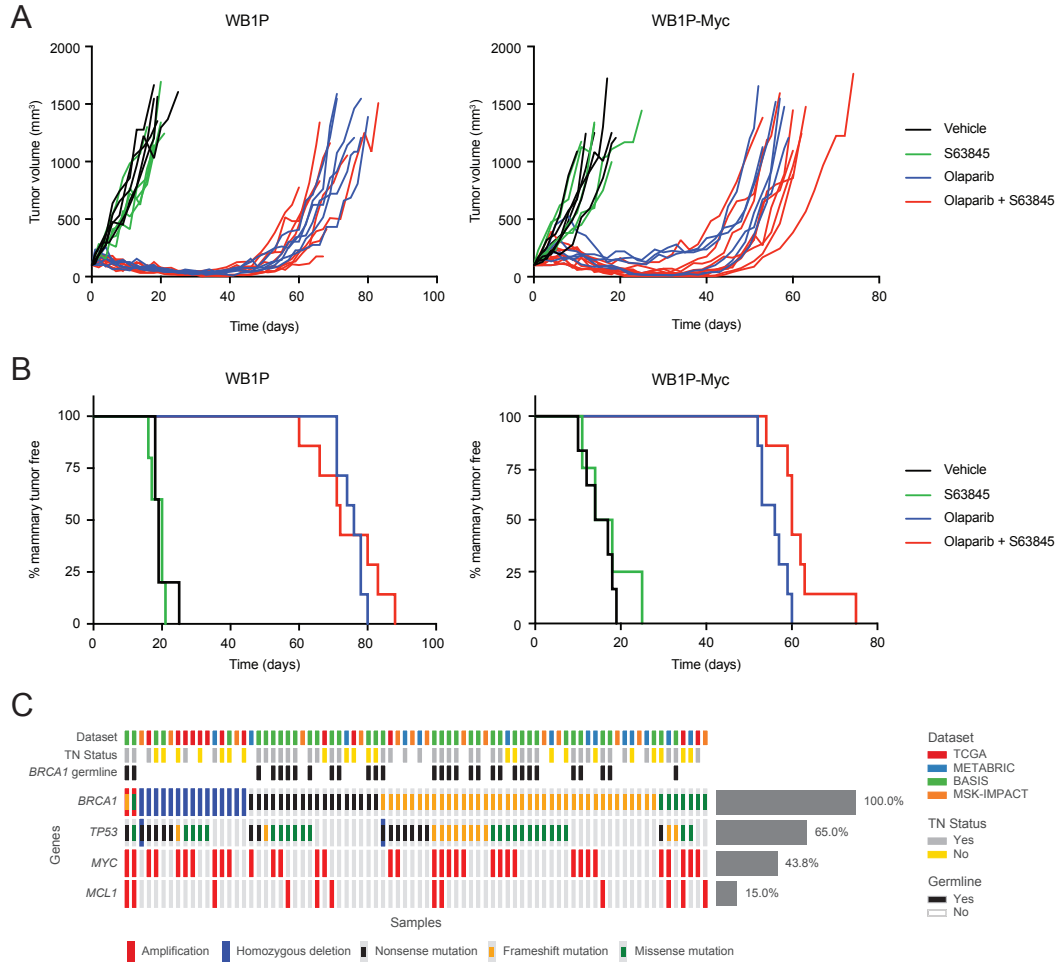 A
WB1P
WB1P-Myc
Tumor volume (mm³)
2000
1500
1000
500
0
0 20 40 60 80 100
Time (days)
Tumor volume (mm³)
2000
1500
1000
500
0
0 20 40 60 80
Time (days)
Vehicle
S63845
Olaparib
Olaparib + S63845
B
WB1P
WB1P-Myc
% mammary tumor free
100
75
50
25
0
0 20 40 60 80 100
Time (days)
% mammary tumor free
100
75
50
25
0
0 20 40 60 80
Time (days)
Vehicle
S63845
Olaparib
Olaparib + S63845
C
Dataset
TN Status
BRCA1 germline
Genes
BRCA1 100.0%
TP53 65.0%
MYC 43.8%
MCL1 15.0%
Samples
Amplification Homozygous deletion Nonsense mutation Frameshift mutation Missense mutation
Dataset
TCGA
METABRIC
BASIS
MSK-IMPACT
TN Status
Yes
No
Germline
Yes
No